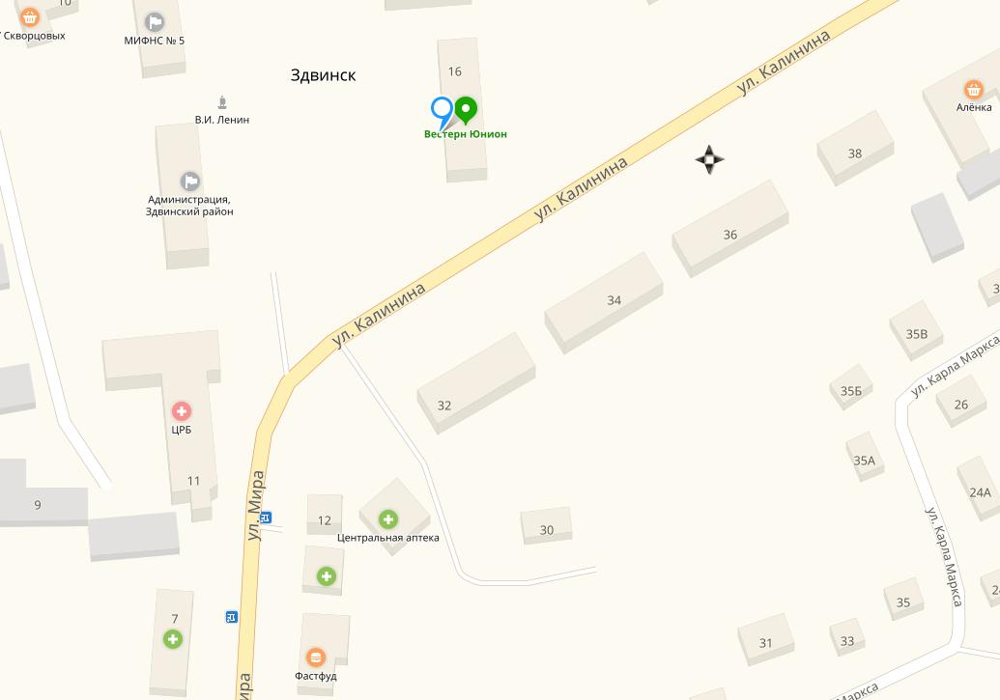 10
У Скворцовых
МИФНС № 5
Здвинск
16
ул. Калинина
Алёнка
В.И. Ленин
Вестерн Юнион
38
ул. Калинина
Администрация,
Здвинский район
36
34
ул. Калинина
35В
ул. Карла Маркса
32
35Б
26
ЦРБ
11
35А
24А
9
ул. Мира
12
Центральная аптека
30
ул. Карла Маркса
35
7
31
33
Фастфуд
Маркса